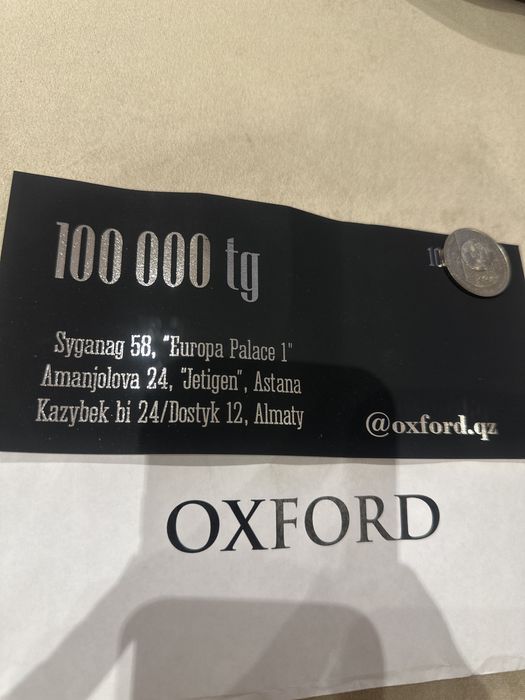 100 000 tg
Syganag 58, "Europa Palace 1"
Amanjolova 24, "Jetigen", Astana
Kazybek bi 24/Dostyk 12, Almaty
@oxford.qz
OXFORD